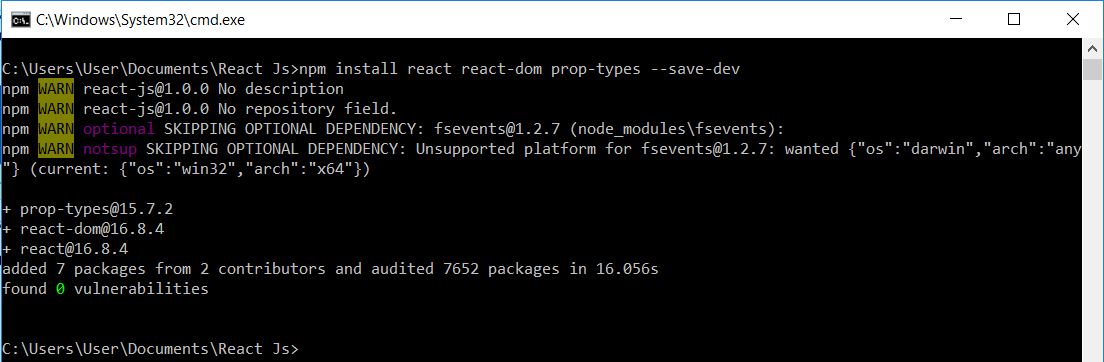 C:\Windows\System32\cmd.exe
C:\Users\User\Documents\React Js>npm install react react-dom prop-types --save-dev
npm WARN react-js@1.0.0 No description
npm WARN react-js@1.0.0 No repository field.
npm WARN optional SKIPPING OPTIONAL DEPENDENCY: fsevents@1.2.7 (node_modules\fsevents):
npm WARN notsup SKIPPING OPTIONAL DEPENDENCY: Unsupported platform for fsevents@1.2.7: wanted {"os":"darwin","arch":"any
"} (current: {"os":"win32","arch":"x64"})
+ prop-types@15.7.2
+ react-dom@16.8.4
+ react@16.8.4
added 7 packages from 2 contributors and audited 7652 packages in 16.056s
found 0 vulnerabilities
C:\Users\User\Documents\React Js>